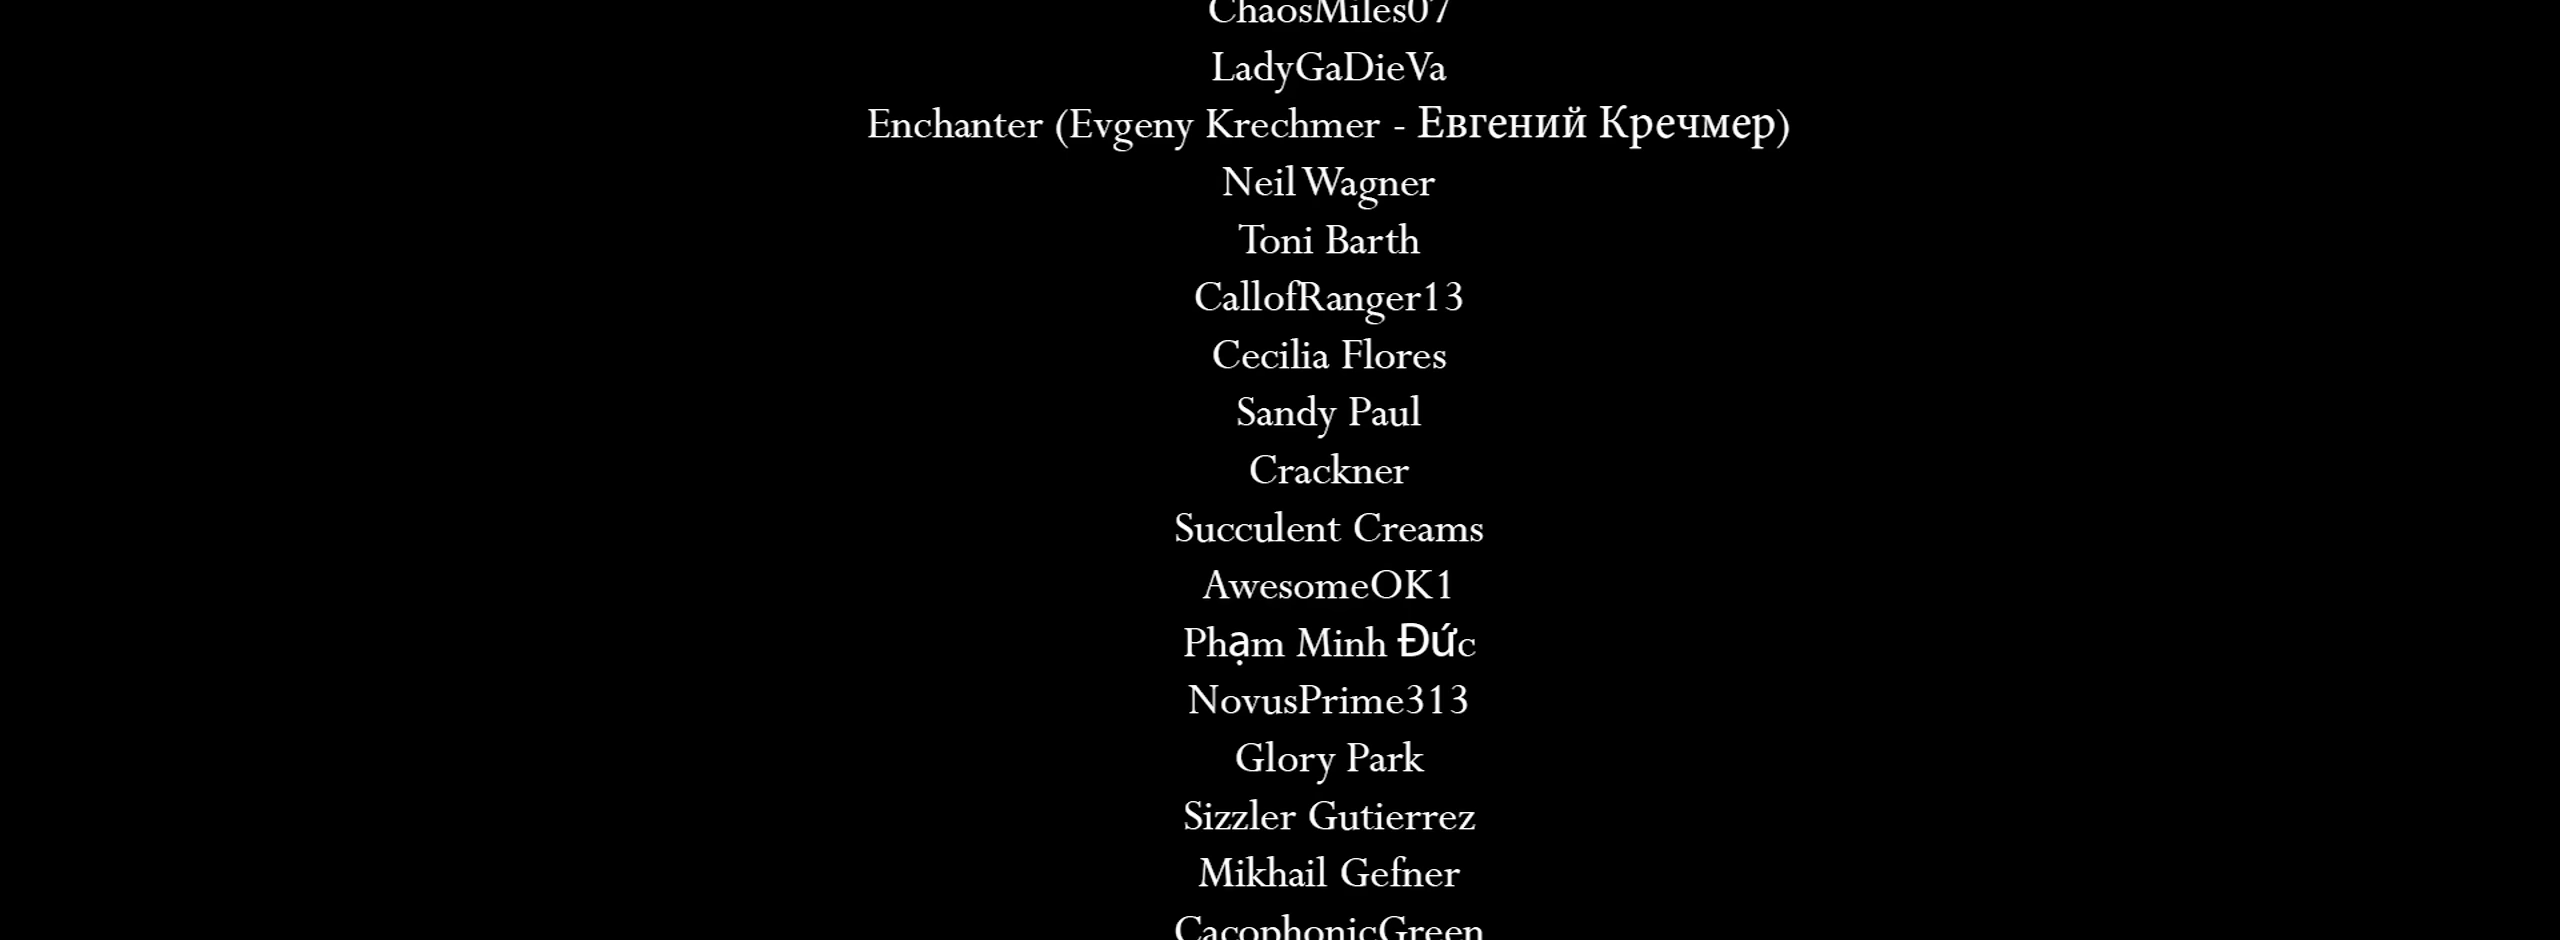 ChaosMiles07
LadyGaDieVa
Enchanter (Evgeny Krechmer - Евгений Кречмер)
Neil Wagner
Toni Barth
CallofRanger13
Cecilia Flores
Sandy Paul
Crackner
Succulent Creams
AwesomeOK1
Phạm Minh Đức
NovusPrime313
Glory Park
Sizzler Gutierrez
Mikhail Gefner
CacophonicGreen